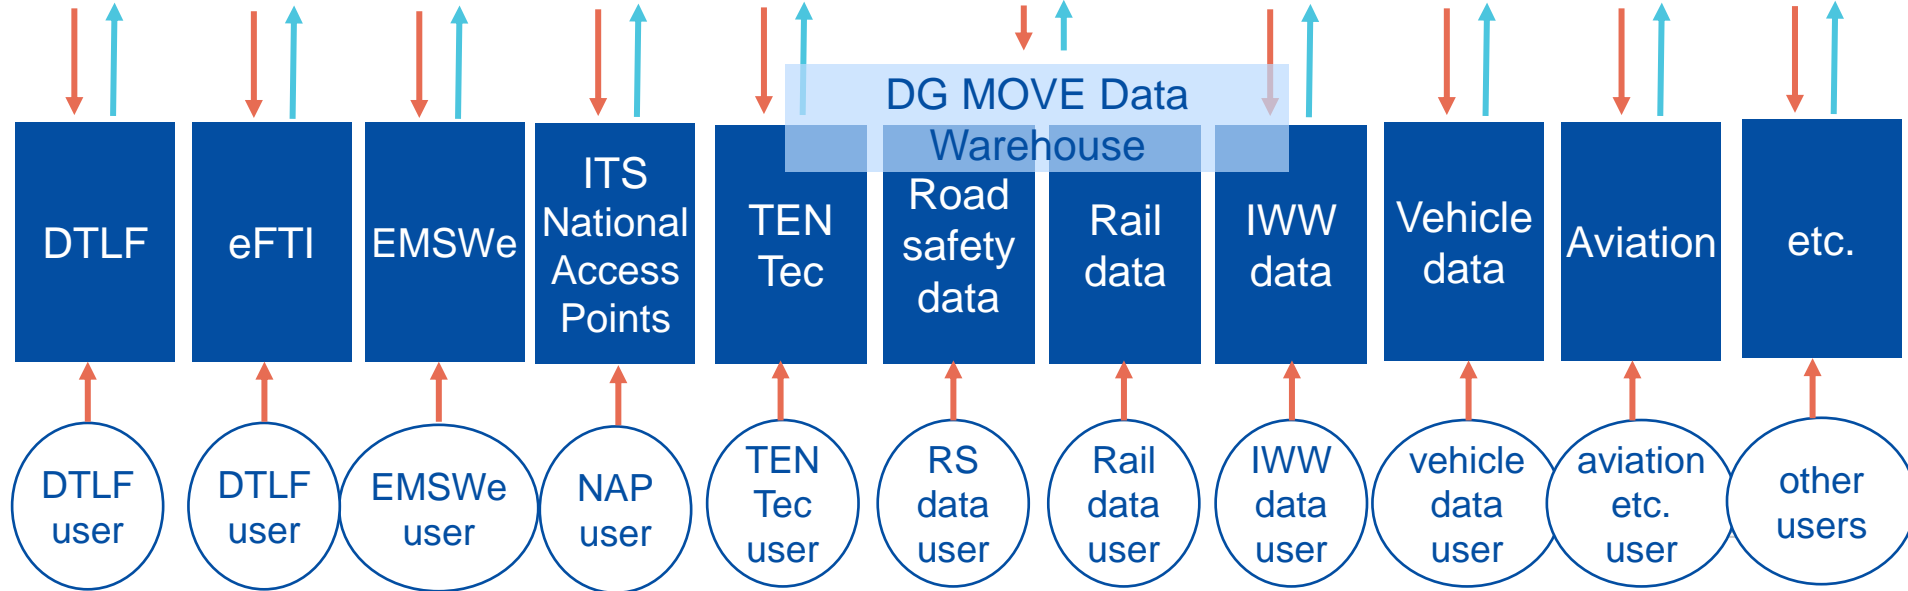 DG MOVE Data
Warehouse
DTLF
eFTI
EMSWe
ITS
National
Access
Points
TEN
Tec
Road
safety
data
Rail
data
IWW
data
Vehicle
data
Aviation
etc.
DTLF
user
DTLF
user
EMSWe
user
NAP
user
TEN
Tec
user
RS
data
user
Rail
data
user
IWW
data
user
vehicle
data
user
aviation
etc.
user
other
users